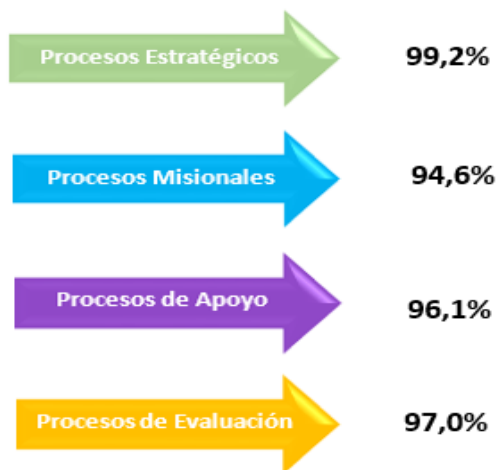 Procesos Estratégicos 99,2%
Procesos Misionales 94,6%
Procesos de Apoyo 96,1%
Procesos de Evaluación 97,0%